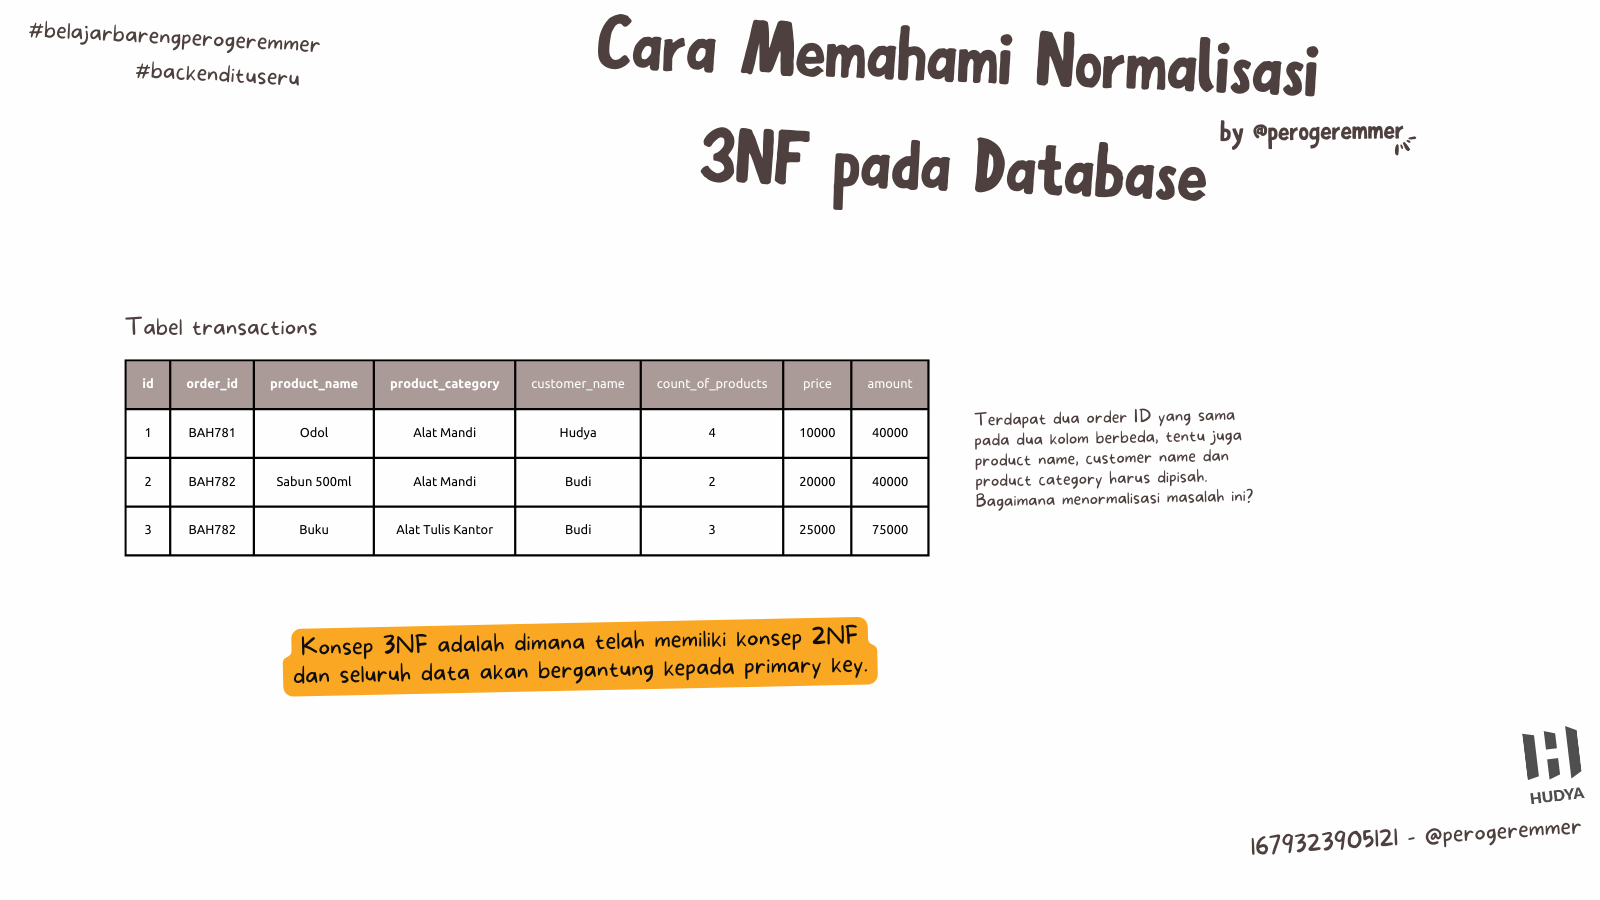 #belajarbarengperogeremmer
#backendituseru
Cara Memahami Normalisasi
3NF pada Database
by @perogeremmer
Tabel transactions
id order_id product_name product_category customer_name count_of_products price amount
1 BAH781 Odol Alat Mandi Hudya 4 10000 40000
2 BAH782 Sabun 500ml Alat Mandi Budi 2 20000 40000
3 BAH782 Buku Alat Tulis Kantor Budi 3 25000 75000
Terdapat dua order ID yang sama
pada dua kolom berbeda, tentu juga
product name, customer name dan
product category harus dipisah.
Bagaimana menormalisasi masalah ini?
Konsep 3NF adalah dimana telah memiliki konsep 2NF
dan seluruh data akan bergantung kepada primary key.
HUDYA
1679323905121 - @perogeremmer